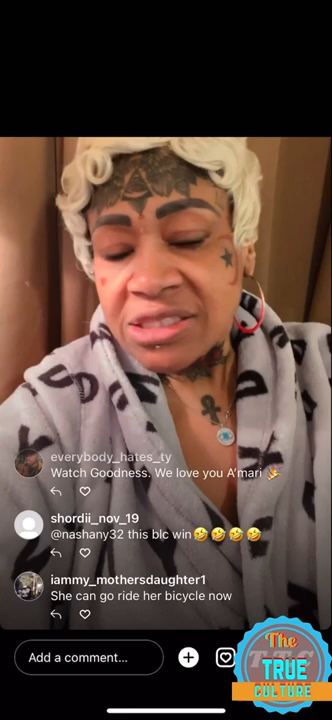 everybody_hates_ty
Watch Goodness. We love you A'mari 🎉
shordii_nov_19
@nashany32 this blc win🤣🤣🤣🤣
iammy_mothersdaughter1
She can go ride her bicycle now
Add a comment...
The
TRUE
CULTURE